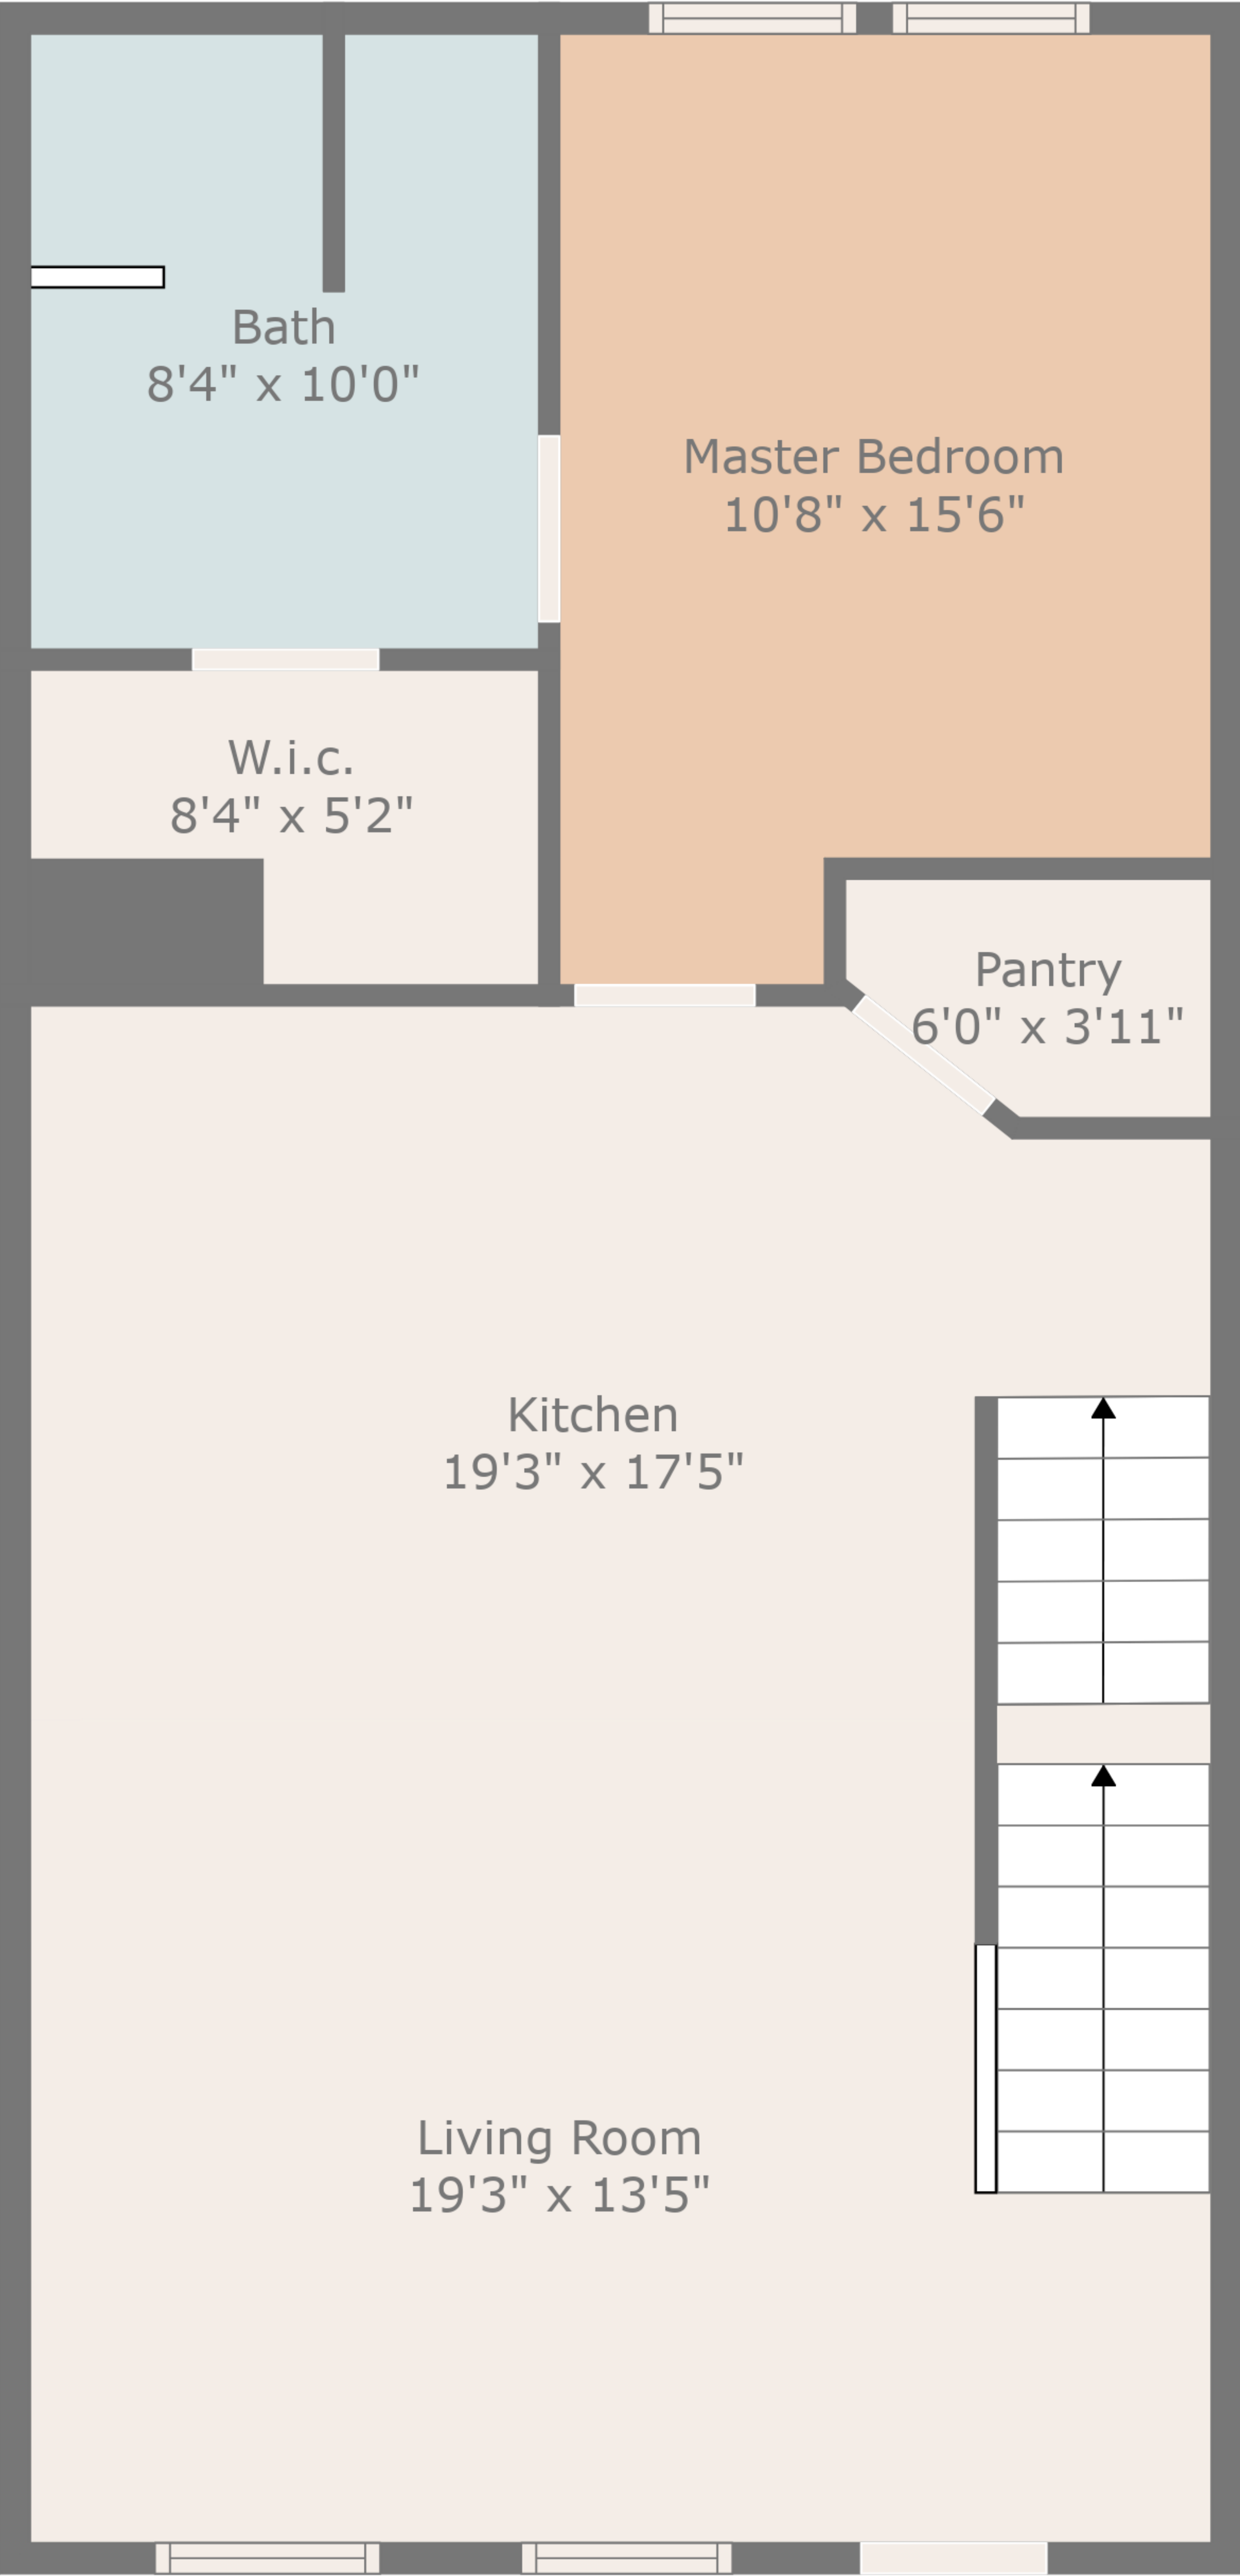 Bath
8'4" x 10'0"
Master Bedroom
10'8" x 15'6"
W.i.c.
8'4" x 5'2"
Pantry
6'0" x 3'11"
Kitchen
19'3" x 17'5"
Living Room
19'3" x 13'5"